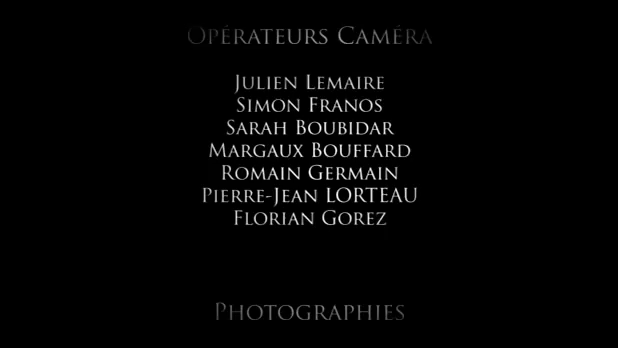 Opérateurs Caméra
Julien Lemaire
Simon Franos
Sarah Boubidar
Margaux Bouffard
Romain Germain
Pierre-Jean LORTEAU
Florian Gorez
Photographies